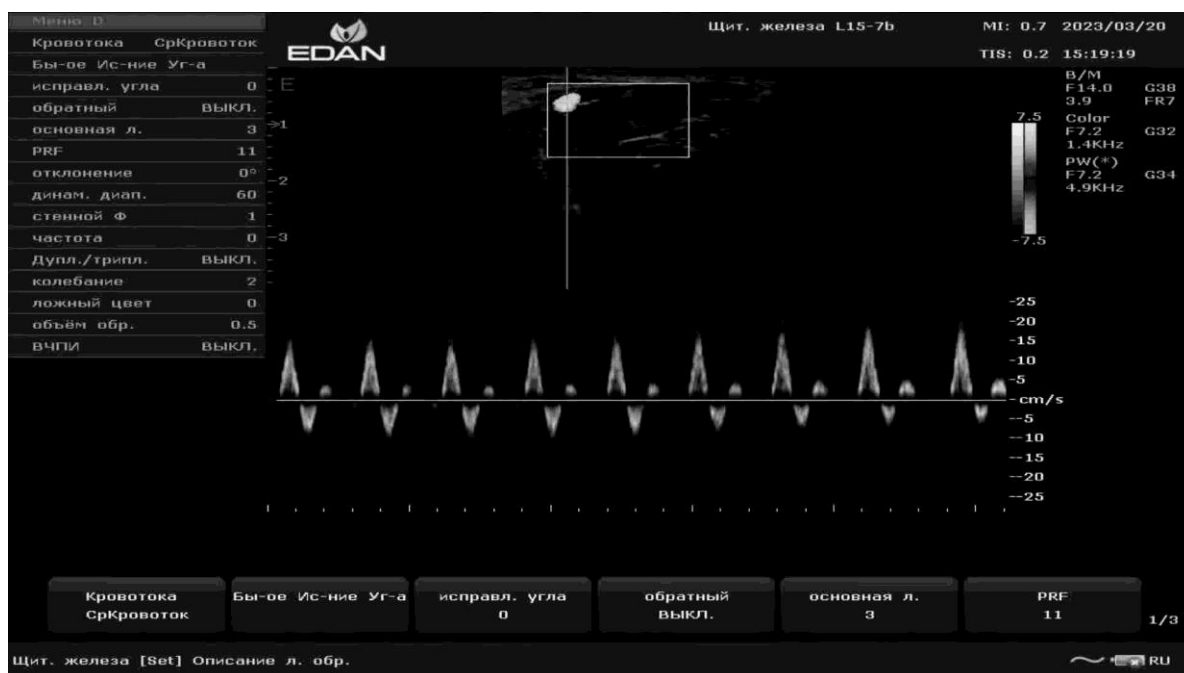 Меню D
Кровотока СрКровоток
Бы-ое Ис-ние Уг-а
исправл. угла 0
обратный ВЫКЛ.
основная л. 3
PRF 11
отклонение 0°
динам. диап. 60
стенной Ф 1
частота 0
Дупл./трипл. ВЫКЛ.
колебание 2
ложный цвет 0
объём обр. 0.5
ВЧПИ ВЫКЛ.
EDAN
Щит. железа L15-7b
MI: 0.7 2023/03/20
TIS: 0.2 15:19:19
E
1
2
3
7.5
-7.5
B/M
F14.0 G38
3.9 FR7
Color
F7.2 G32
1.4KHz
PW(*)
F7.2 G34
4.9KHz
-25
-20
-15
-10
-5
-cm/s
--5
--10
--15
--20
--25
Кровотока
СрКровоток
Бы-ое Ис-ние Уг-а
исправл. угла
0
обратный
ВЫКЛ.
основная л.
3
PRF
11
1/3
Щит. железа [Set] Описание л. обр.
RU